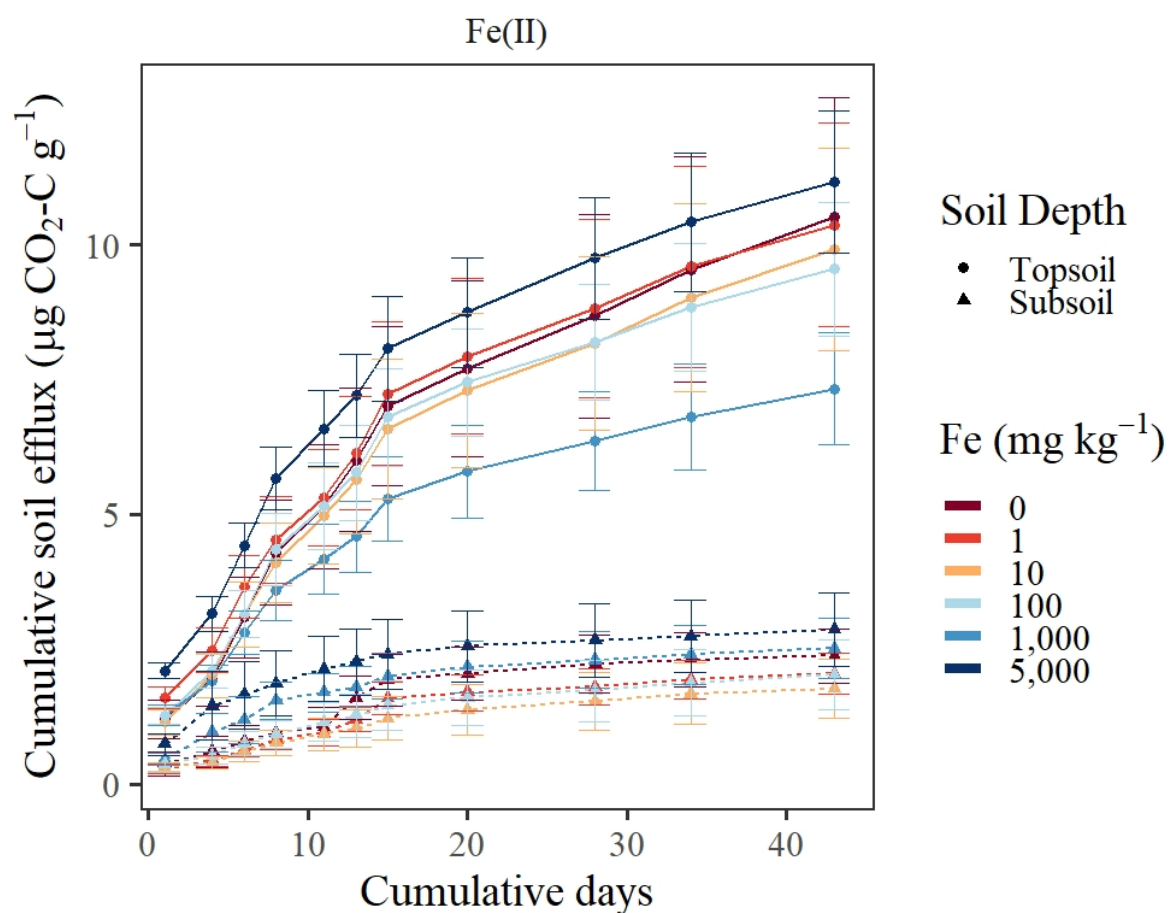 Fe(II)
Cumulative soil efflux (µg CO₂-C g⁻¹)
10
5
0
0 10 20 30 40
Cumulative days
Soil Depth
Topsoil
Subsoil
Fe (mg kg⁻¹)
0
1
10
100
1,000
5,000